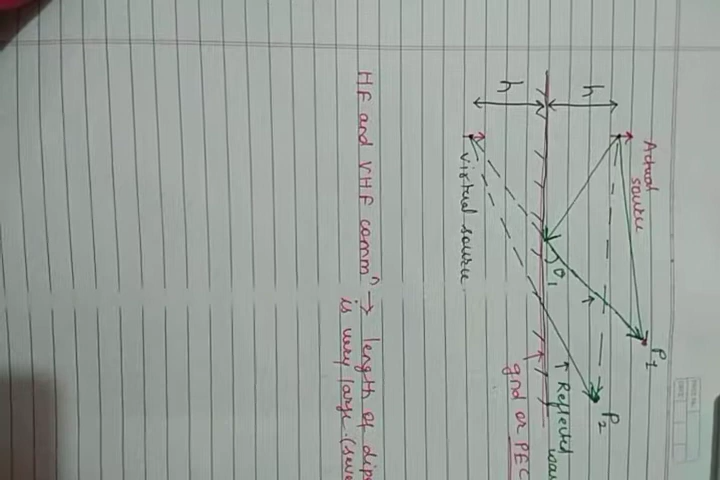 Actual
source
h
h
P1
P2
θ1
Reflected
virtual source.
gnd or PEC
HF and VHF commⁿ → length of dip
is very large. (seve